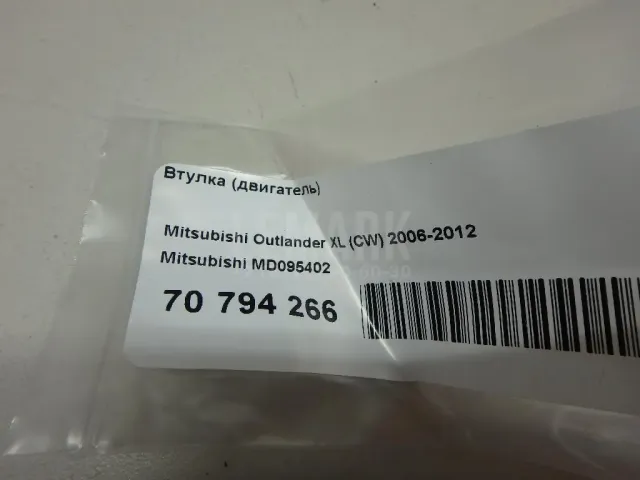 Втулка (двигатель)
Mitsubishi Outlander XL (CW) 2006-2012
Mitsubishi MD095402
70 794 266